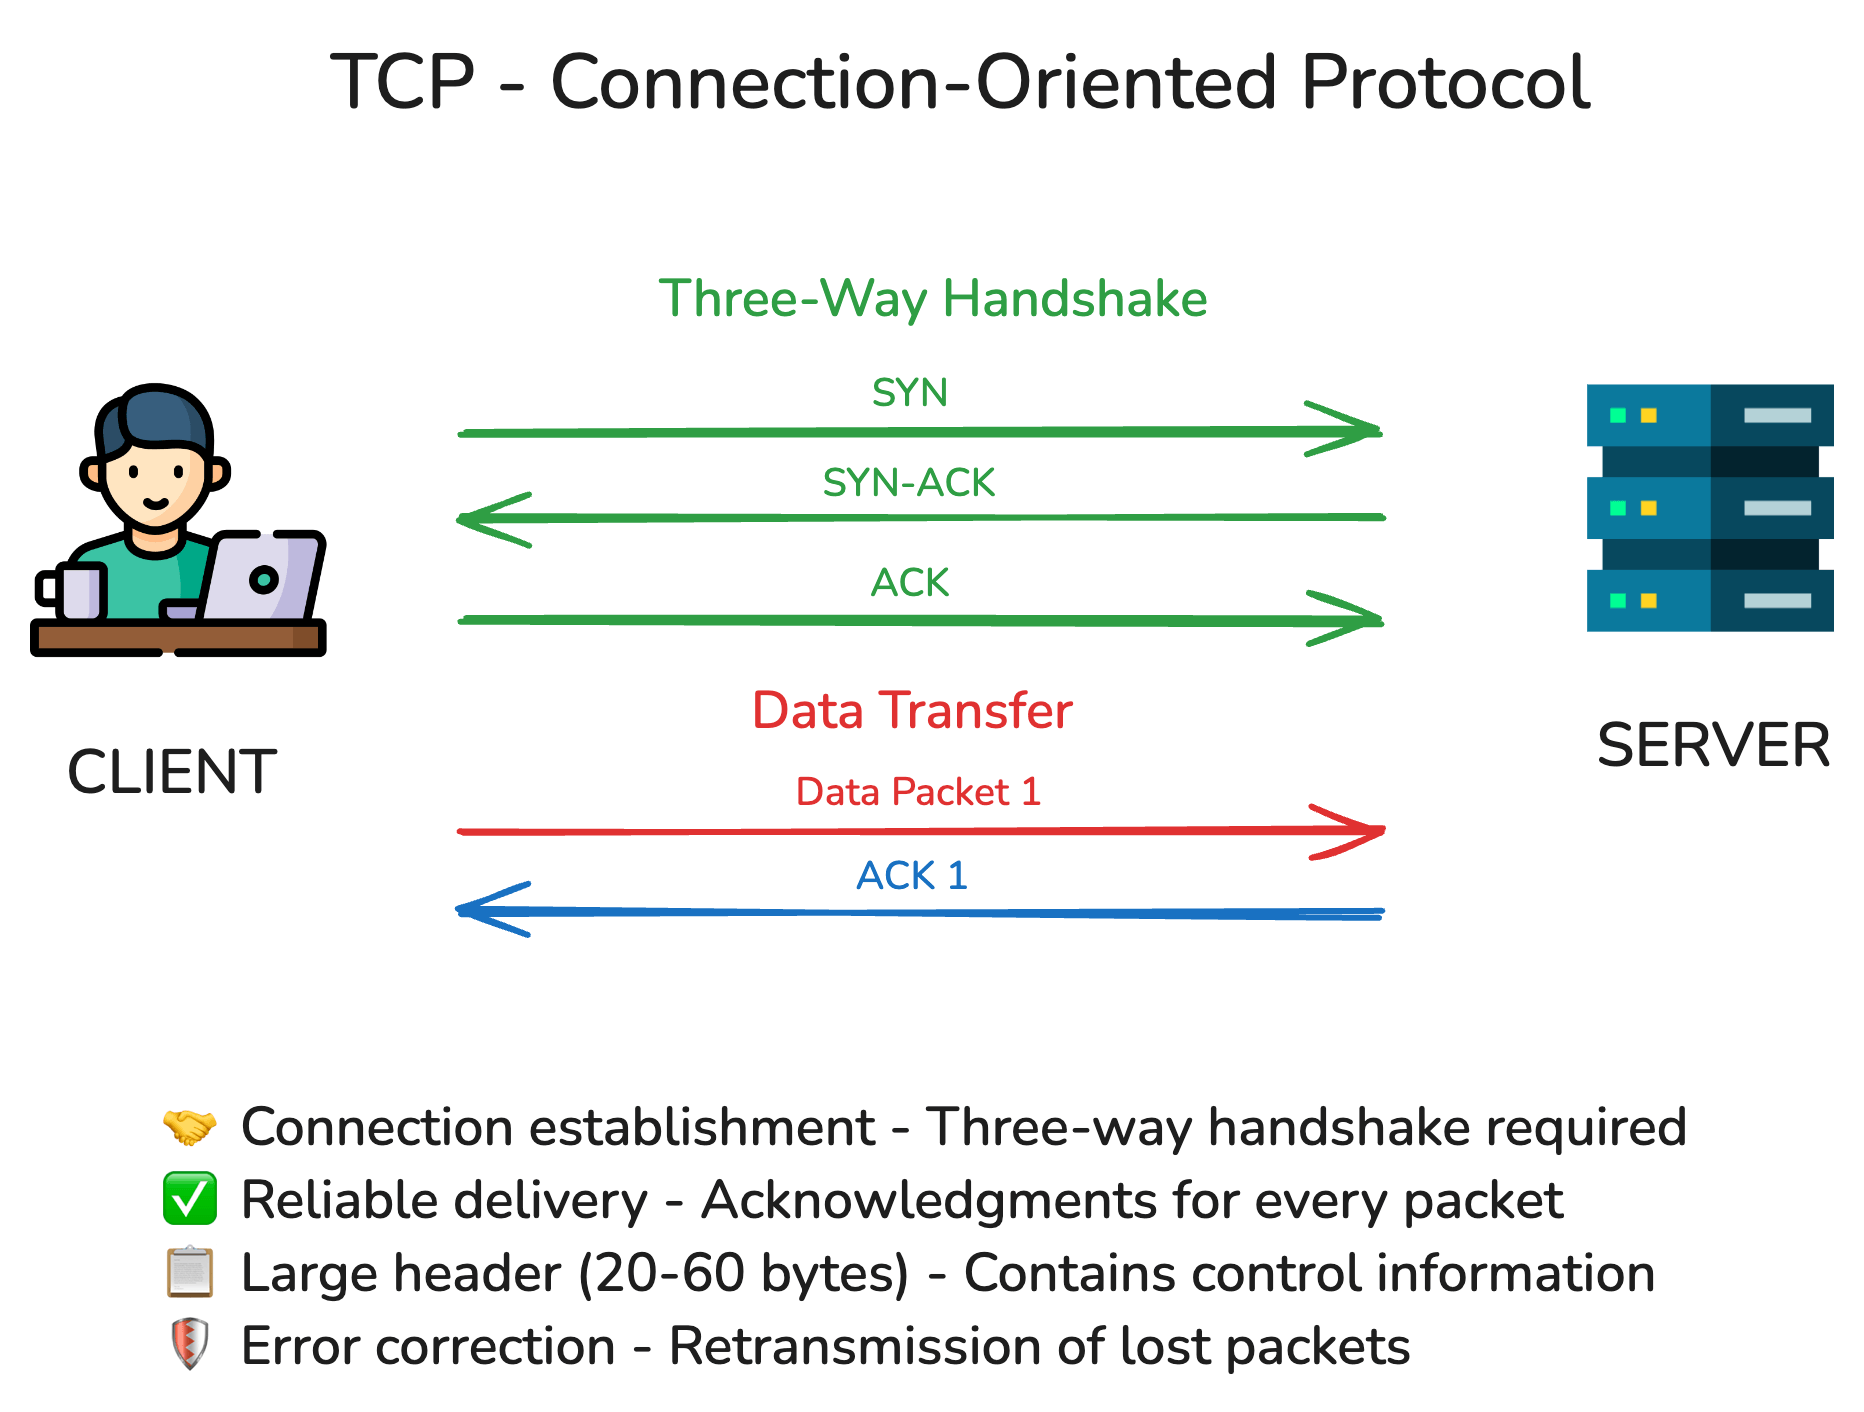 TCP - Connection-Oriented Protocol
Three-Way Handshake
SYN
SYN-ACK
ACK
Data Transfer
CLIENT
SERVER
Data Packet 1
ACK 1
Connection establishment - Three-way handshake required
Reliable delivery - Acknowledgments for every packet
Large header (20-60 bytes) - Contains control information
Error correction - Retransmission of lost packets